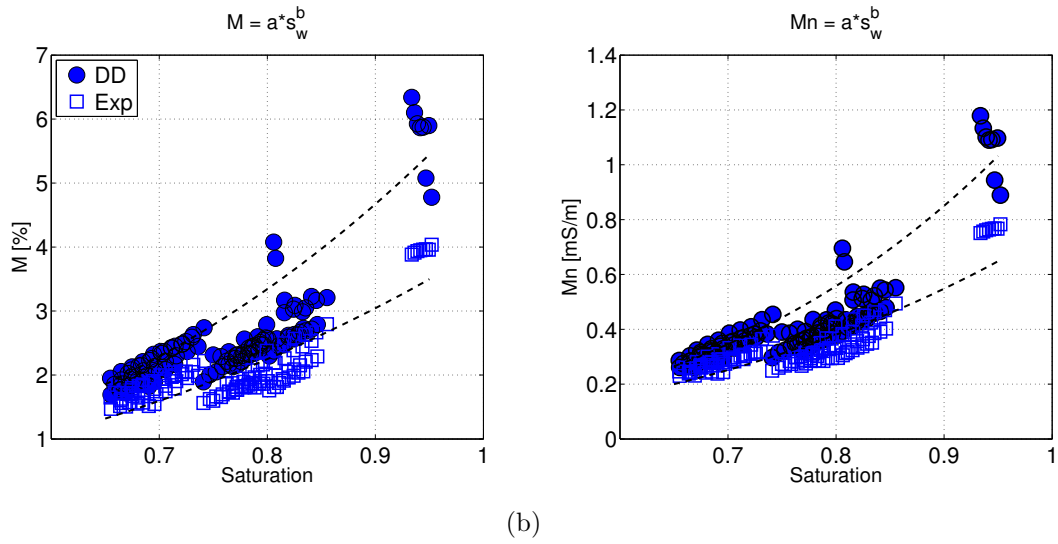 M = a*s_w^b
7
6
5
4
3
2
1
M [%]
DD
Exp
0.7 0.8 0.9 1
Saturation
Mn = a*s_w^b
1.4
1.2
1
0.8
0.6
0.4
0.2
0
Mn [mS/m]
0.7 0.8 0.9 1
Saturation
(b)